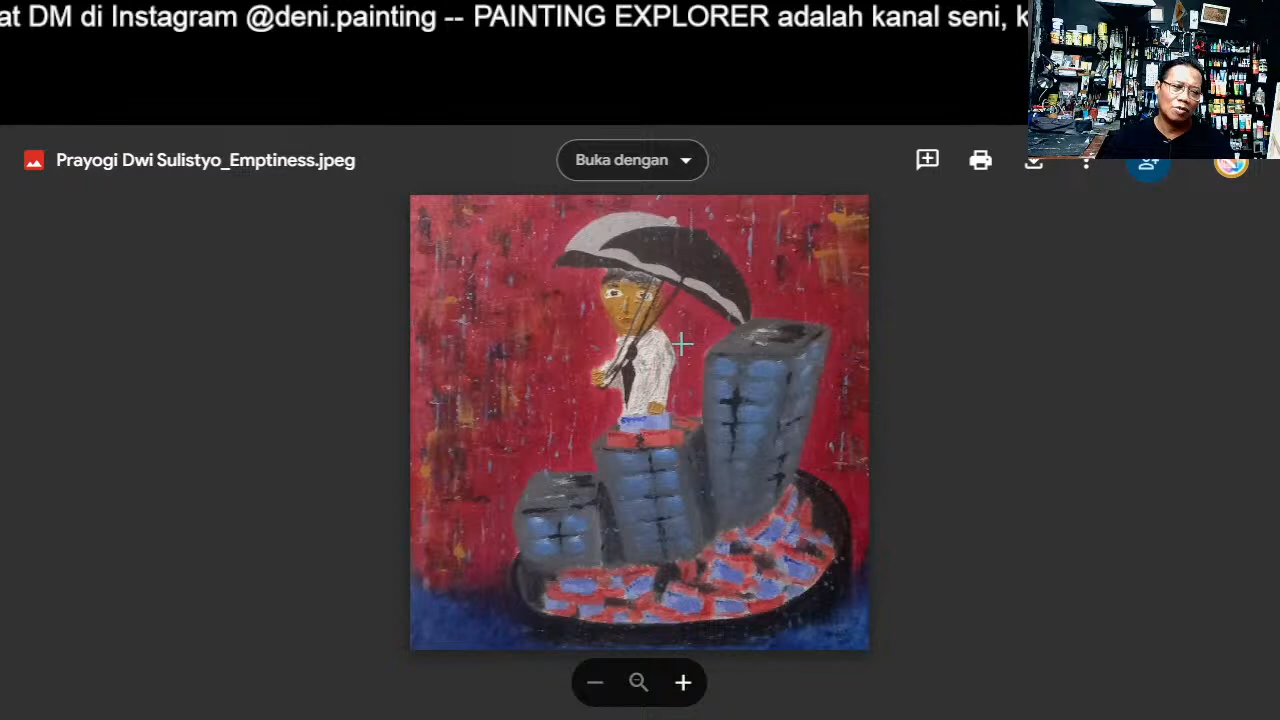 at DM di Instagram @deni.painting -- PAINTING EXPLORER adalah kanal seni, k
Prayogi Dwi Sulistyo_Emptiness.jpeg
Buka dengan